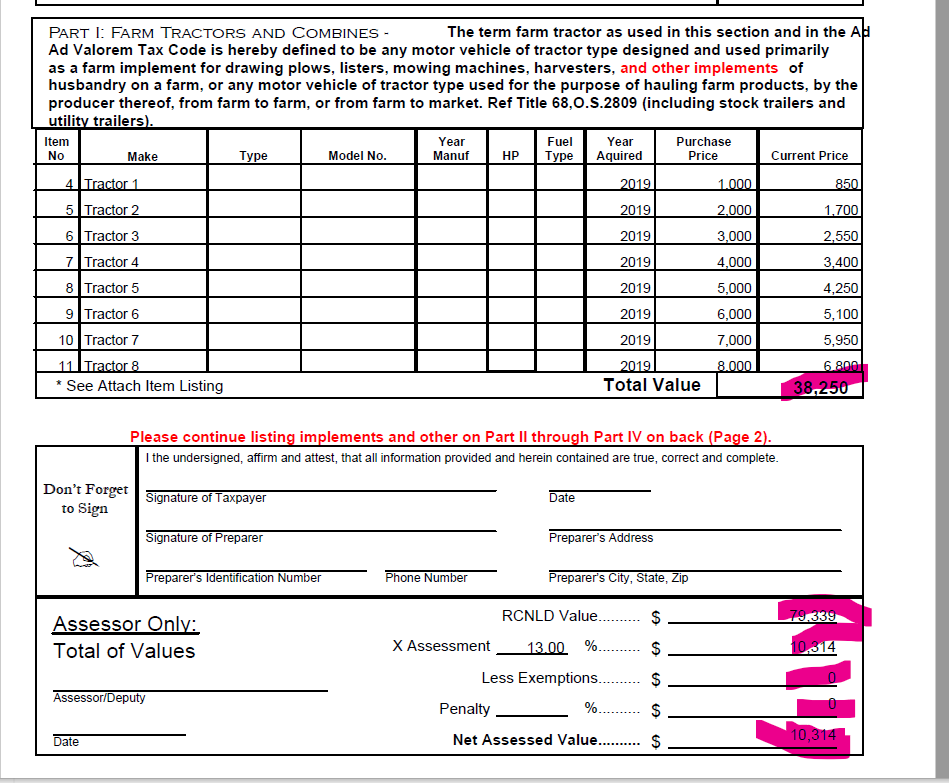 PART I: FARM TRACTORS AND COMBINES - The term farm tractor as used in this section and in the Ad
Ad Valorem Tax Code is hereby defined to be any motor vehicle of tractor type designed and used primarily
as a farm implement for drawing plows, listers, mowing machines, harvesters, and other implements of
husbandry on a farm, or any motor vehicle of tractor type used for the purpose of hauling farm products, by the
producer thereof, from farm to farm, or from farm to market. Ref Title 68,O.S.2809 (including stock trailers and
utility trailers).
Item No Make Type Model No. Year Manuf HP Fuel Type Year Aquired Purchase Price Current Price
4 Tractor 1 2019 1,000 850
5 Tractor 2 2019 2,000 1,700
6 Tractor 3 2019 3,000 2,550
7 Tractor 4 2019 4,000 3,400
8 Tractor 5 2019 5,000 4,250
9 Tractor 6 2019 6,000 5,100
10 Tractor 7 2019 7,000 5,950
11 Tractor 8 2019 8,000 6,800
* See Attach Item Listing Total Value 38,250
Please continue listing implements and other on Part II through Part IV on back (Page 2).
I the undersigned, affirm and attest, that all information provided and herein contained are true, correct and complete.
Don't Forget
to Sign
Signature of Taxpayer Date
Signature of Preparer Preparer's Address
Preparer's Identification Number Phone Number Preparer's City, State, Zip
Assessor Only:
Total of Values
Assessor/Deputy
Date
RCNLD Value.......... $ 79,339
X Assessment 13.00 %.......... $ 10,314
Less Exemptions.......... $ 0
Penalty %.......... $ 0
Net Assessed Value.......... $ 10,314